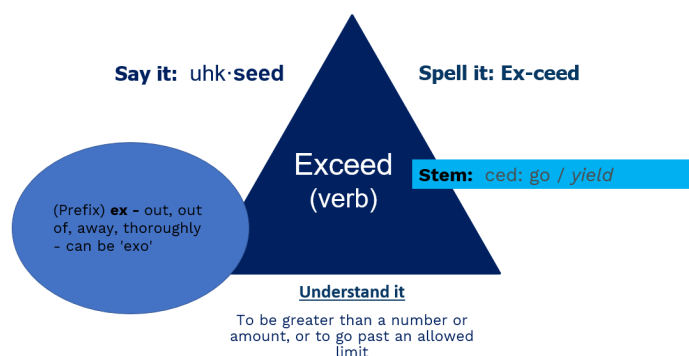 Say it: uhk·seed
Spell it: Ex-ceed
Exceed
(verb)
Stem: ced: go / yield
(Prefix) ex - out, out
of, away, thoroughly
- can be 'exo'
Understand it
To be greater than a number or
amount, or to go past an allowed
limit